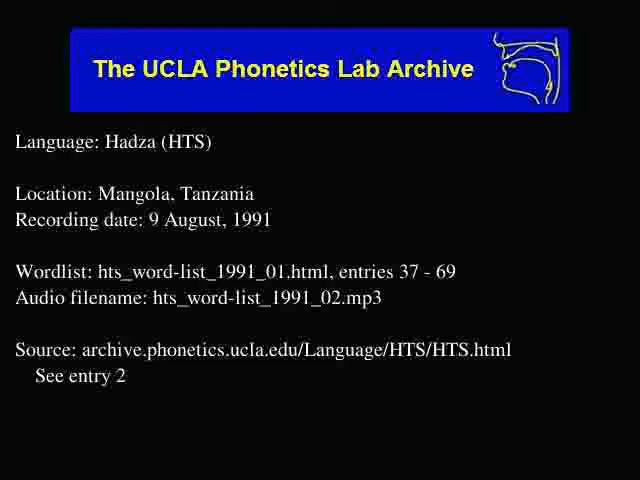 The UCLA Phonetics Lab Archive
Language: Hadza (HTS)
Location: Mangola, Tanzania
Recording date: 9 August, 1991
Wordlist: hts_word-list_1991_01.html, entries 37 - 69
Audio filename: hts_word-list_1991_02.mp3
Source: archive.phonetics.ucla.edu/Language/HTS/HTS.html
See entry 2